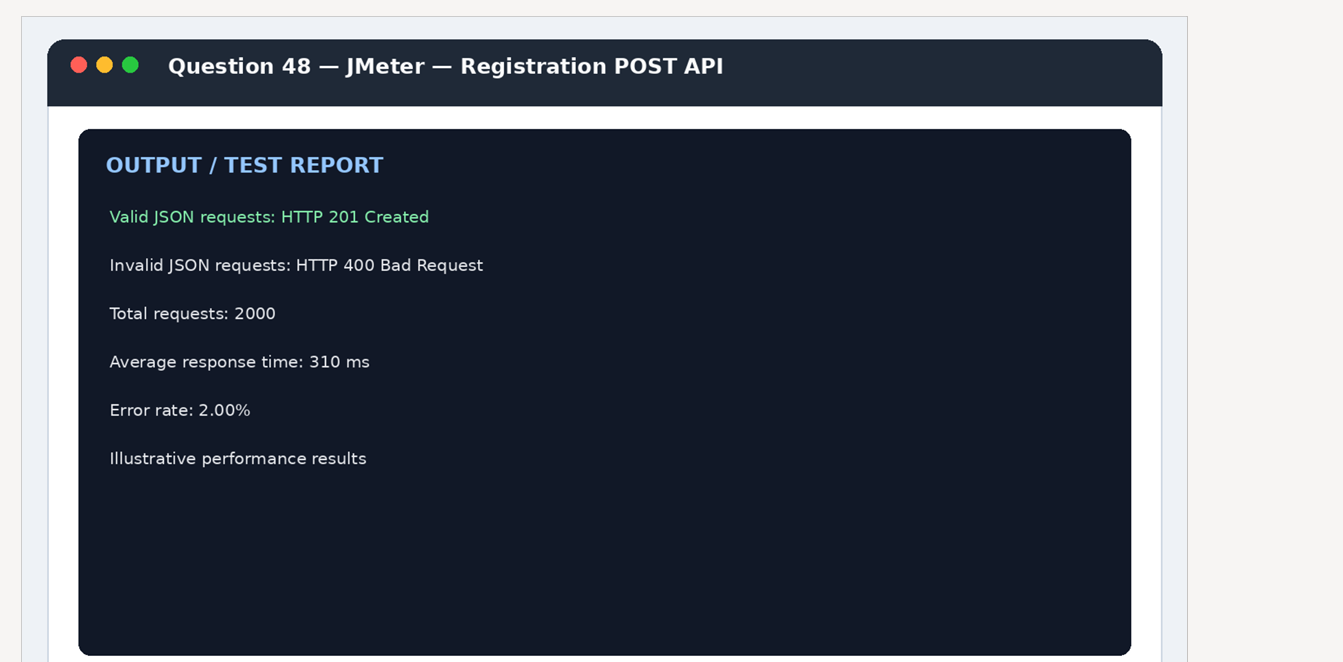 Question 48 — JMeter — Registration POST API
OUTPUT / TEST REPORT
Valid JSON requests: HTTP 201 Created
Invalid JSON requests: HTTP 400 Bad Request
Total requests: 2000
Average response time: 310 ms
Error rate: 2.00%
Illustrative performance results